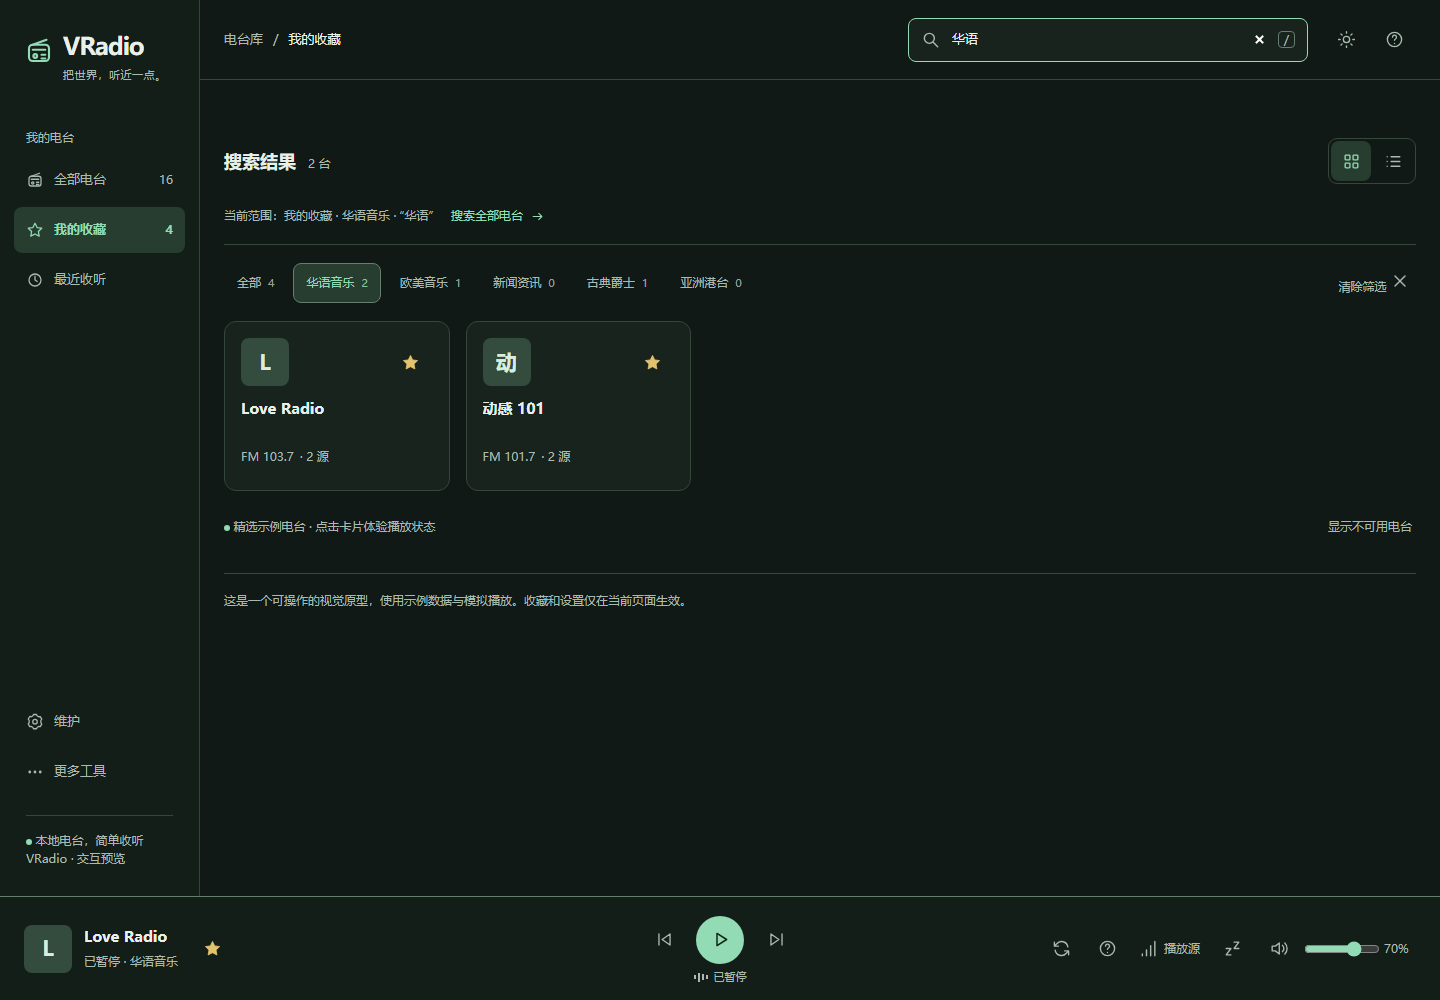 VRadio
把世界，听近一点。
我的电台
全部电台 16
我的收藏 4
最近收听
维护
更多工具
本地电台，简单收听
VRadio · 交互预览
电台库 / 我的收藏
华语 × /
搜索结果 2 台
当前范围：我的收藏 · 华语音乐 · “华语” 搜索全部电台 →
全部 4 华语音乐 2 欧美音乐 1 新闻资讯 0 古典爵士 1 亚洲港台 0 清除筛选
L
Love Radio
FM 103.7 · 2 源
动
动感 101
FM 101.7 · 2 源
精选示例电台 · 点击卡片体验播放状态 显示不可用电台
这是一个可操作的视觉原型，使用示例数据与模拟播放。收藏和设置仅在当前页面生效。
L
Love Radio
已暂停 · 华语音乐
已暂停
播放源 zz 70%